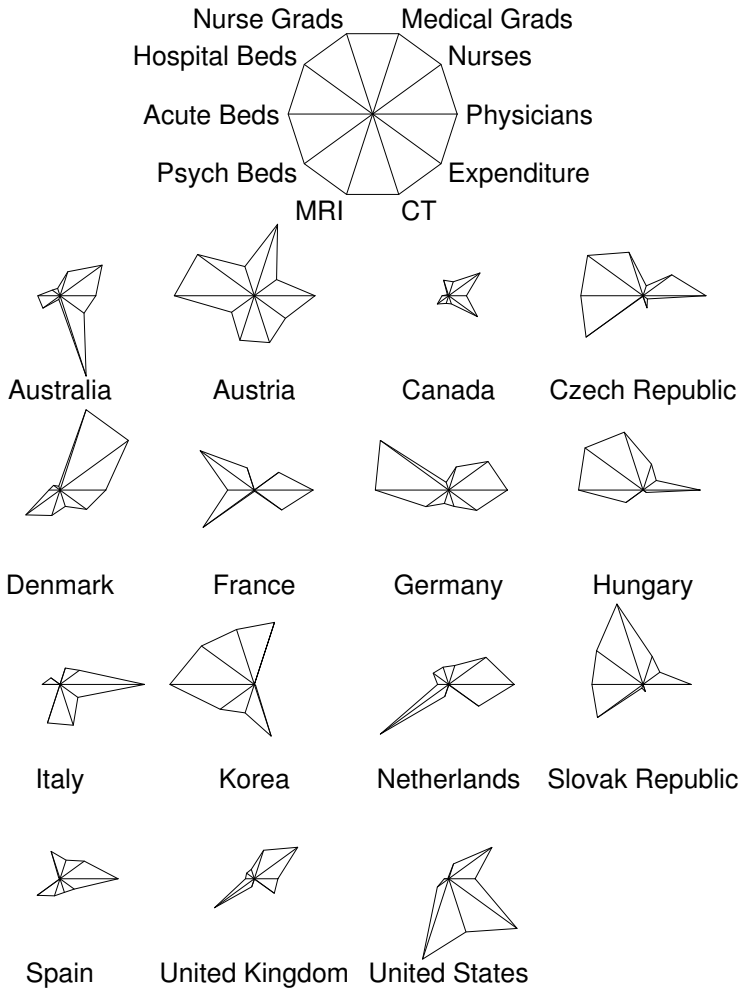 Nurse Grads Medical Grads
Hospital Beds Nurses
Acute Beds Physicians
Psych Beds Expenditure
MRI CT
Australia Austria Canada Czech Republic
Denmark France Germany Hungary
Italy Korea Netherlands Slovak Republic
Spain United Kingdom United States